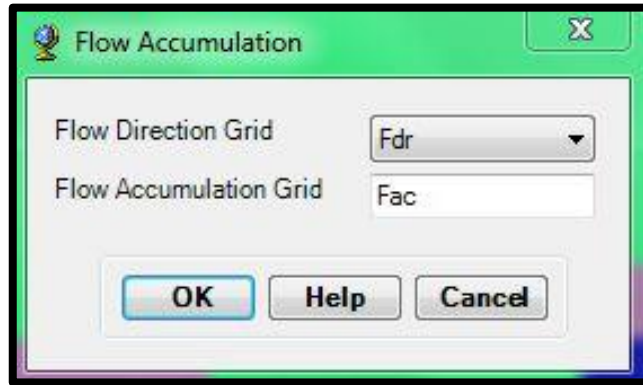 Flow Accumulation
Flow Direction Grid Fdr
Flow Accumulation Grid Fac
OK Help Cancel